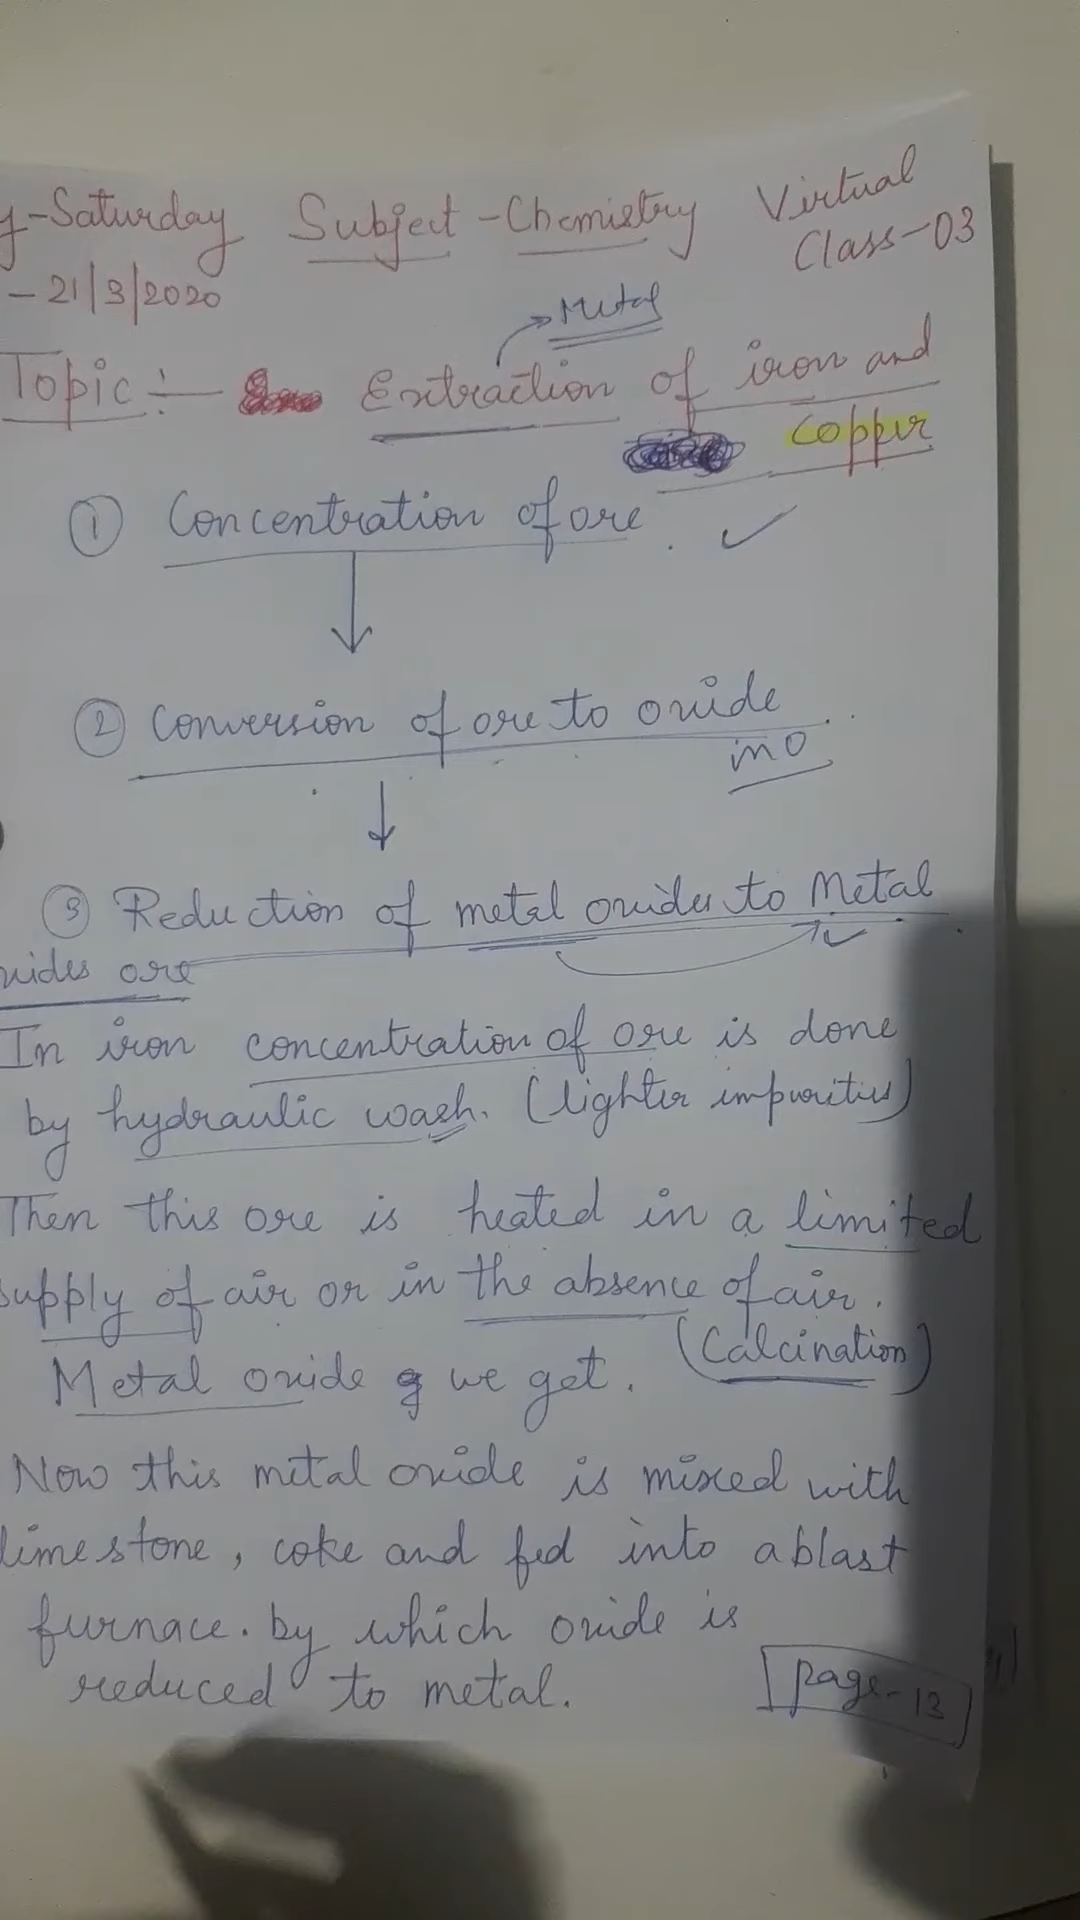 y-Saturday Subject-Chemistry Virtual
Class-03
-21/3/2020
Metal
Topic:- Extraction of iron and
Copper
① Concentration of ore.
② Conversion of ore to oxide
mo
③ Reduction of metal oxides to Metal
xides ore
In iron concentration of ore is done
by hydraulic wash. (lighter impurities)
Then this ore is heated in a limited
supply of air or in the absence of air.
(Calcination)
Metal oxide we get.
Now this metal oxide is mixed with
limestone, coke and fed into a blast
furnace. by which oxide is
reduced to metal.
page-12